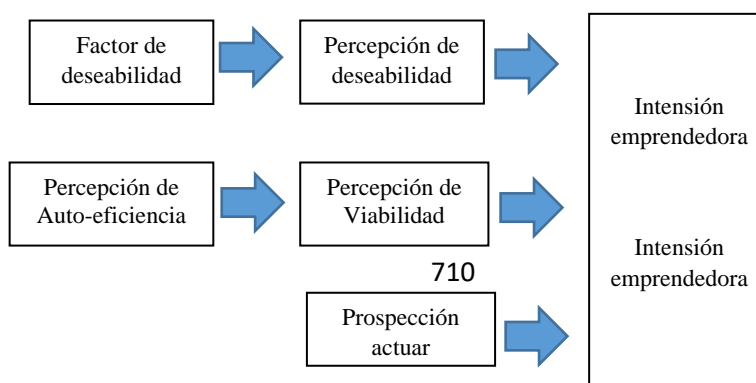 Factor de
deseabilidad
Percepción de
deseabilidad
Intensión
emprendedora
Percepción de
Auto-eficiencia
Percepción de
Viabilidad
Intensión
emprendedora
710
Prospección
actuar